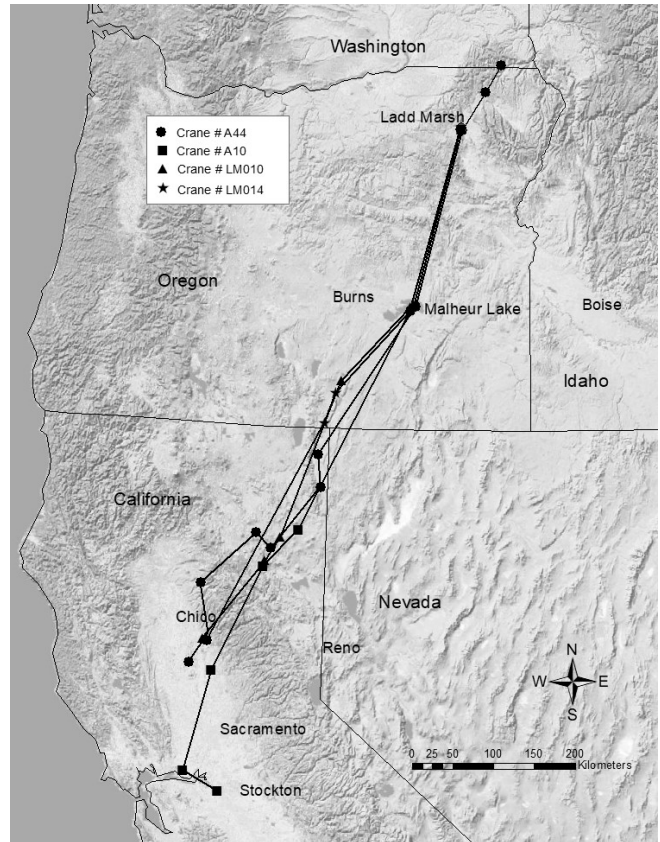 Washington
Ladd Marsh
Crane # A44
Crane # A10
Crane # LM010
Crane # LM014
Oregon
Burns
Malheur Lake
Boise
Idaho
California
Chico
Nevada
Reno
N
W E
S
Sacramento
0 25 50 100 150 200
Kilometers
Stockton